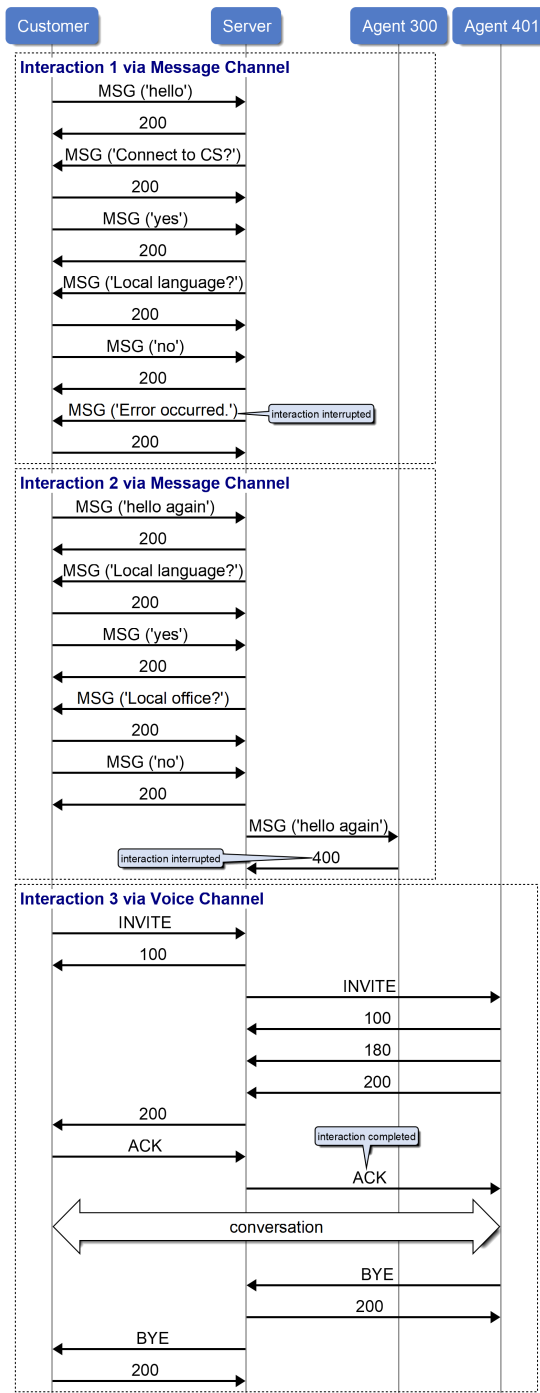 Customer
Server
Agent 300
Agent 401
Interaction 1 via Message Channel
MSG ('hello')
200
MSG ('Connect to CS?')
200
MSG ('yes')
200
MSG ('Local language?')
200
MSG ('no')
200
MSG ('Error occurred.')
interaction interrupted
200
Interaction 2 via Message Channel
MSG ('hello again')
200
MSG ('Local language?')
200
MSG ('yes')
200
MSG ('Local office?')
200
MSG ('no')
200
MSG ('hello again')
interaction interrupted
400
Interaction 3 via Voice Channel
INVITE
100
INVITE
100
180
200
200
interaction completed
ACK
ACK
conversation
BYE
200
BYE
200